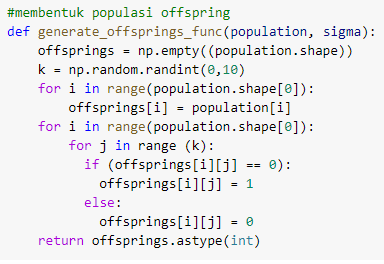 #membentuk populasi offspring
def generate_offsprings_func(population, sigma):
    offsprings = np.empty((population.shape))
    k = np.random.randint(0,10)
    for i in range(population.shape[0]):
        offsprings[i] = population[i]
    for i in range(population.shape[0]):
        for j in range (k):
          if (offsprings[i][j] == 0):
            offsprings[i][j] = 1
          else:
            offsprings[i][j] = 0
    return offsprings.astype(int)